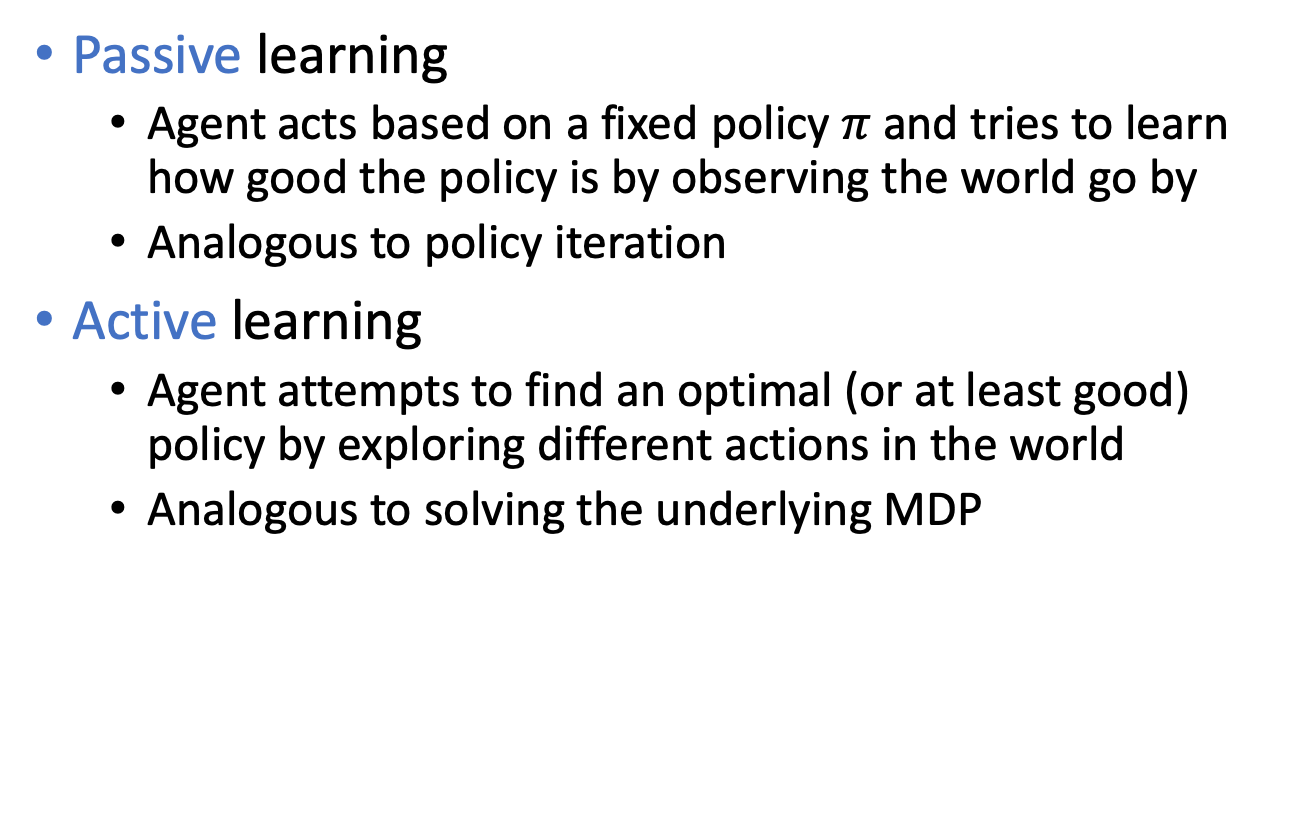 • Passive learning
• Agent acts based on a fixed policy π and tries to learn
how good the policy is by observing the world go by
• Analogous to policy iteration
• Active learning
• Agent attempts to find an optimal (or at least good)
policy by exploring different actions in the world
• Analogous to solving the underlying MDP